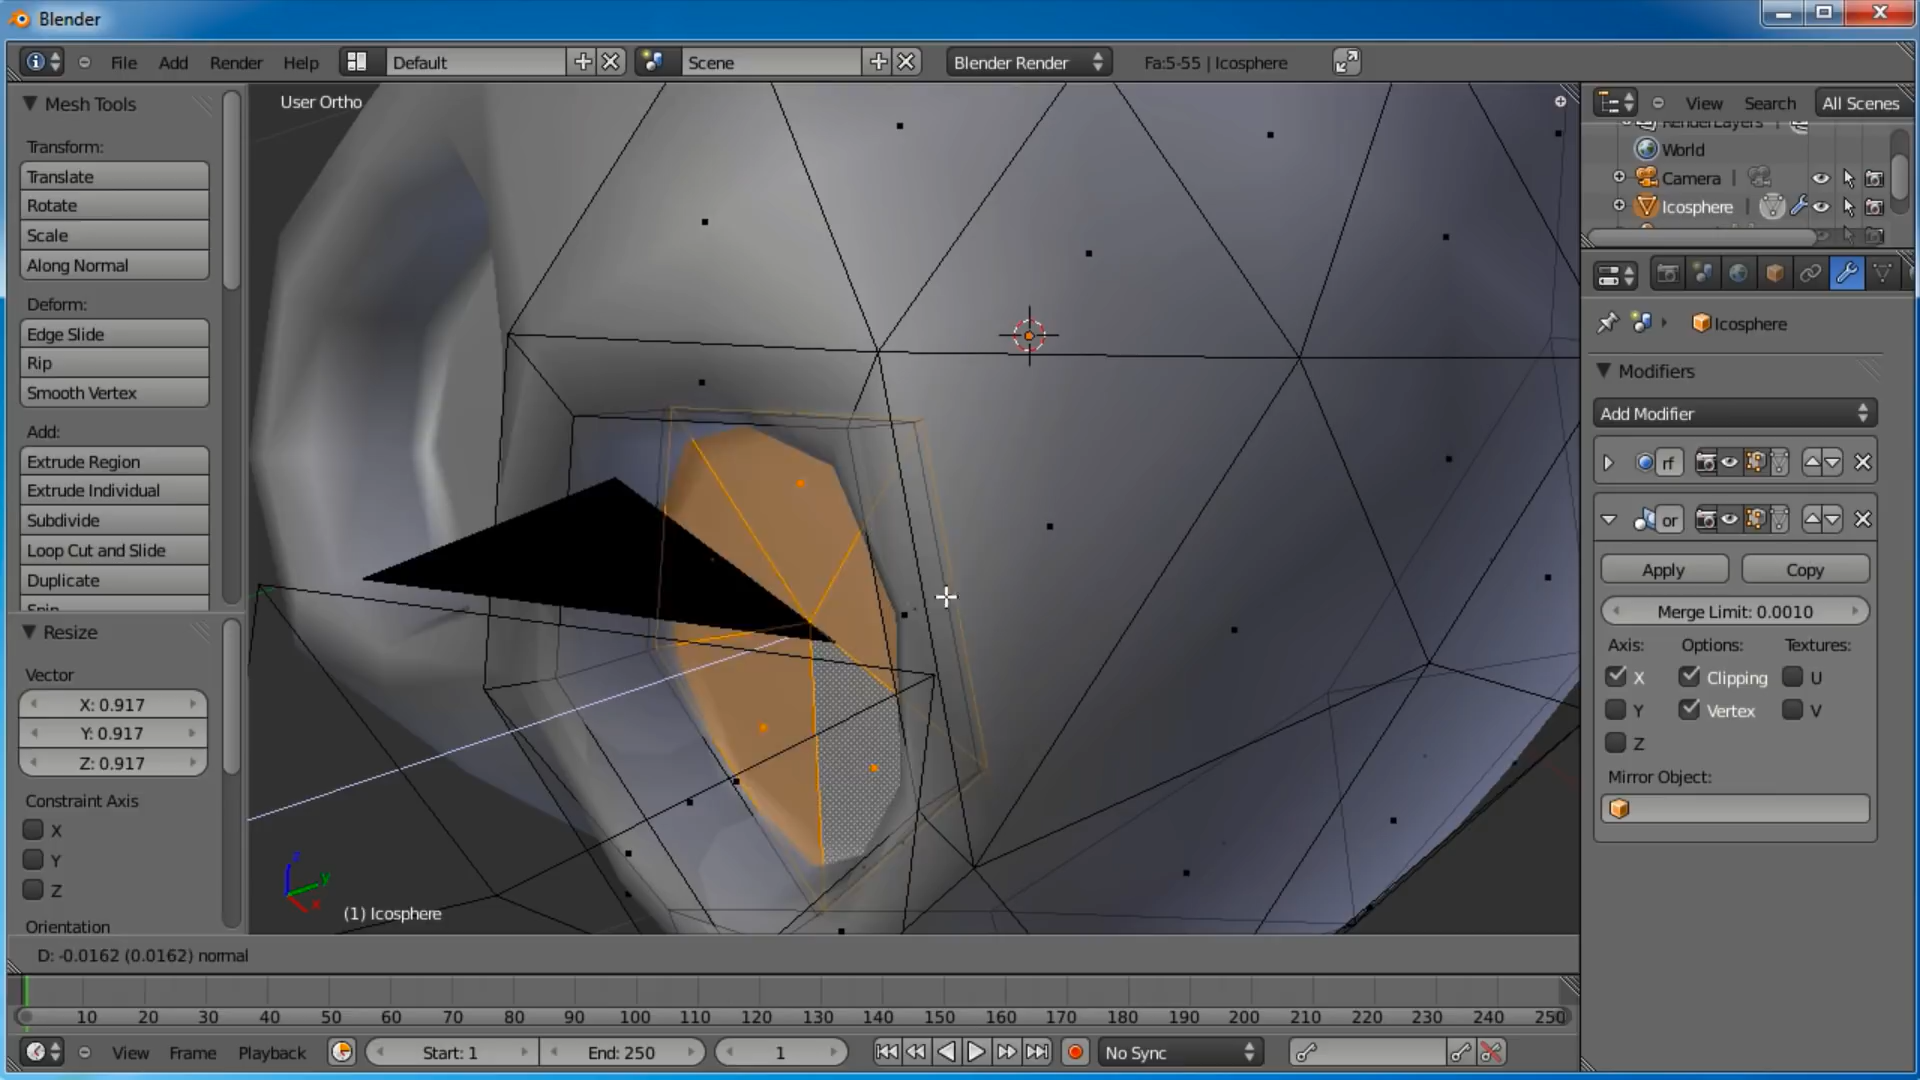 Blender
File Add Render Help Default Scene Blender Render Fa:5-55 | Icosphere
Mesh Tools
Transform:
Translate
Rotate
Scale
Along Normal
Deform:
Edge Slide
Rip
Smooth Vertex
Add:
Extrude Region
Extrude Individual
Subdivide
Loop Cut and Slide
Duplicate
Spin
Resize
Vector
X: 0.917
Y: 0.917
Z: 0.917
Constraint Axis
X
Y
Z
Orientation
User Ortho
z
y
x
(1) Icosphere
D: -0.0162 (0.0162) normal
View Search All Scenes
RenderLayers |
World
Camera |
Icosphere |
Icosphere
Modifiers
Add Modifier
rf
or
Apply Copy
Merge Limit: 0.0010
Axis: Options: Textures:
X Clipping U
Y Vertex V
Z
Mirror Object:
10 20 30 40 50 60 70 80 90 100 110 120 130 140 150 160 170 180 190 200 210 220 230 240 250
View Frame Playback Start: 1 End: 250 1 No Sync